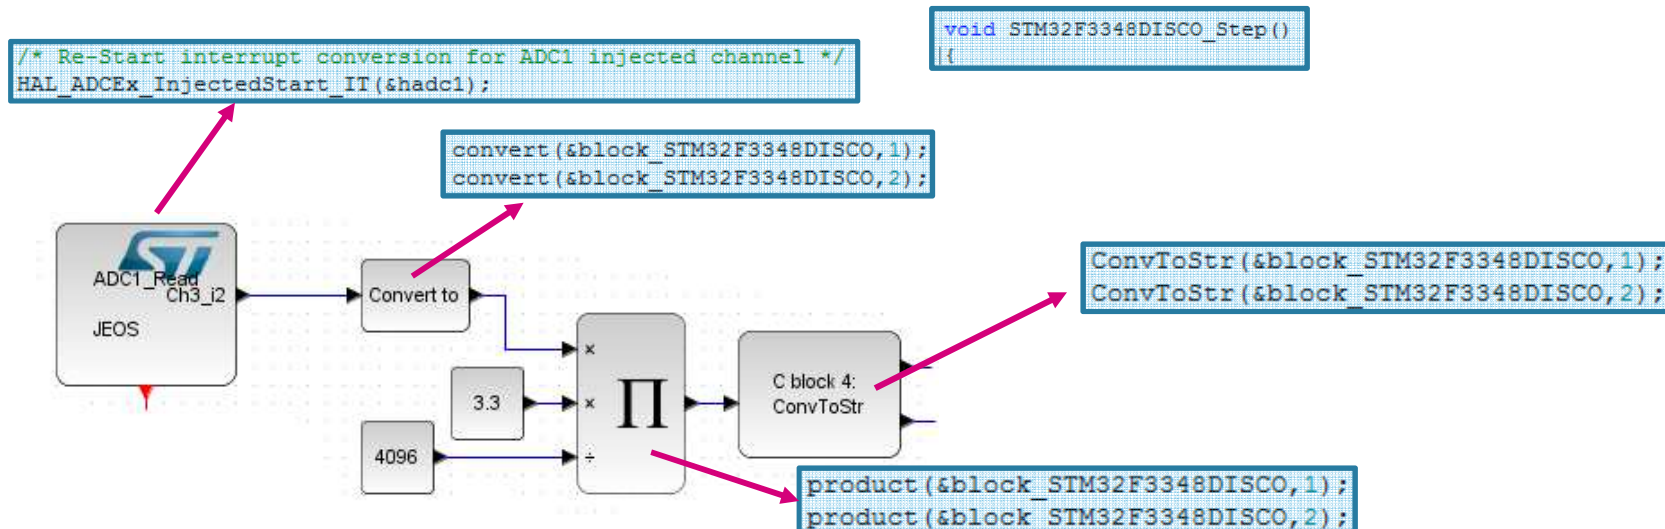 void STM32F3348DISCO_Step()
{
/* Re-Start interrupt conversion for ADC1 injected channel */
HAL_ADCEx_InjectedStart_IT(&hadc1);
convert(&block_STM32F3348DISCO,1);
convert(&block_STM32F3348DISCO,2);
ST
ADC1_Read
Ch3_i2
JEOS
Convert to
ConvToStr(&block_STM32F3348DISCO,1);
ConvToStr(&block_STM32F3348DISCO,2);
×
3.3
×
∏
C block 4:
ConvToStr
4096
÷
product(&block_STM32F3348DISCO,1);
product(&block_STM32F3348DISCO,2);